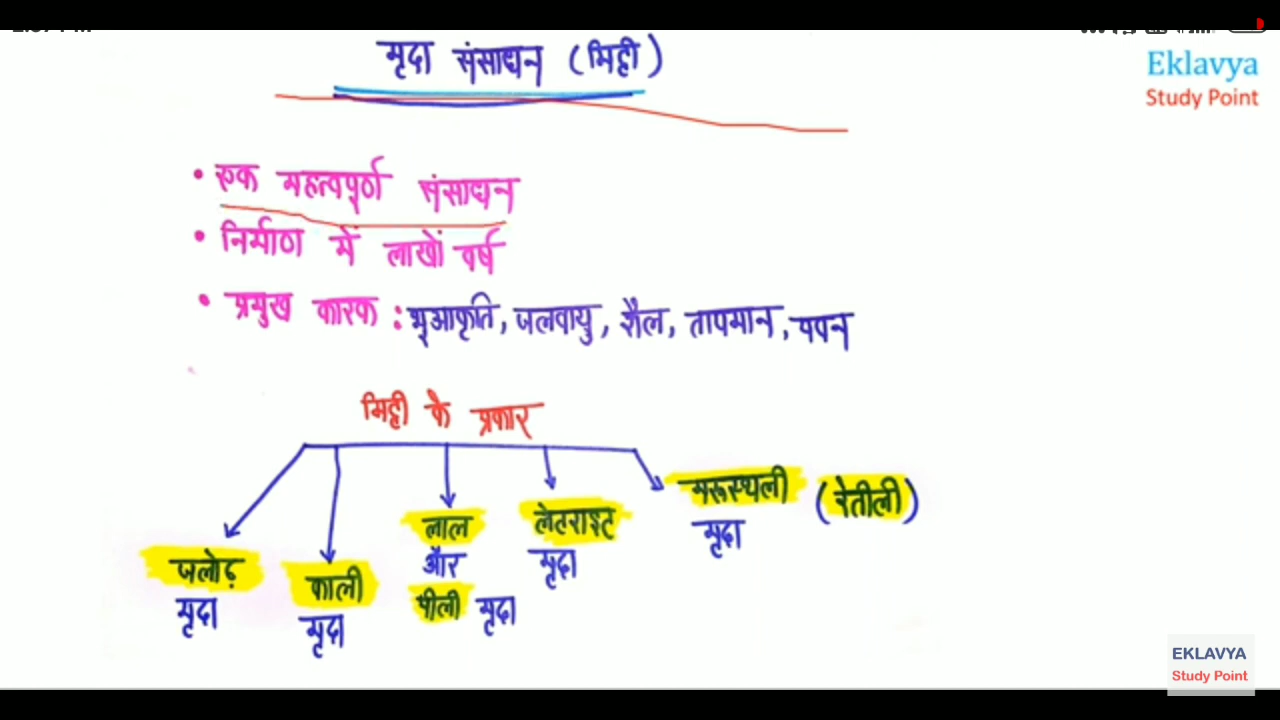 मृदा संसाधन (मिट्टी)
Eklavya
Study Point
• एक महत्वपूर्ण संसाधन
• निर्माण में लाखों वर्ष
• प्रमुख कारक : भूआकृति, जलवायु, शैल, तापमान, पवन
मिट्टी के प्रकार
जलोढ़
मृदा
काली
मृदा
लाल
और
पीली मृदा
लेटराइट
मृदा
मरूस्थली (रेतीली)
मृदा
EKLAVYA
Study Point